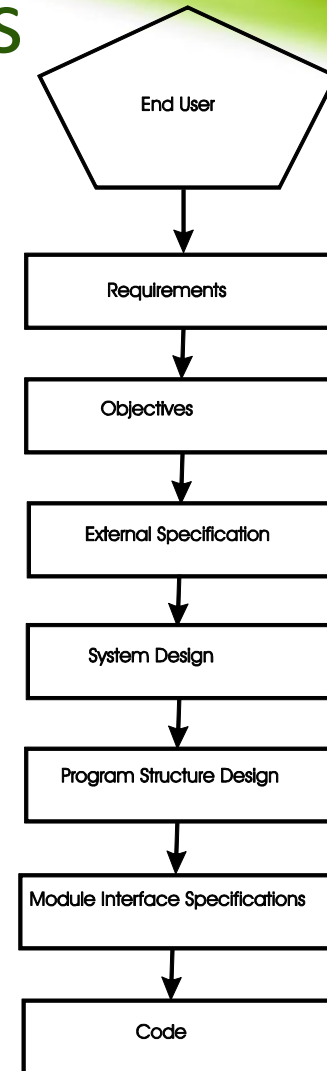 s
End User
Requirements
Objectives
External Specification
System Design
Program Structure Design
Module Interface Specifications
Code